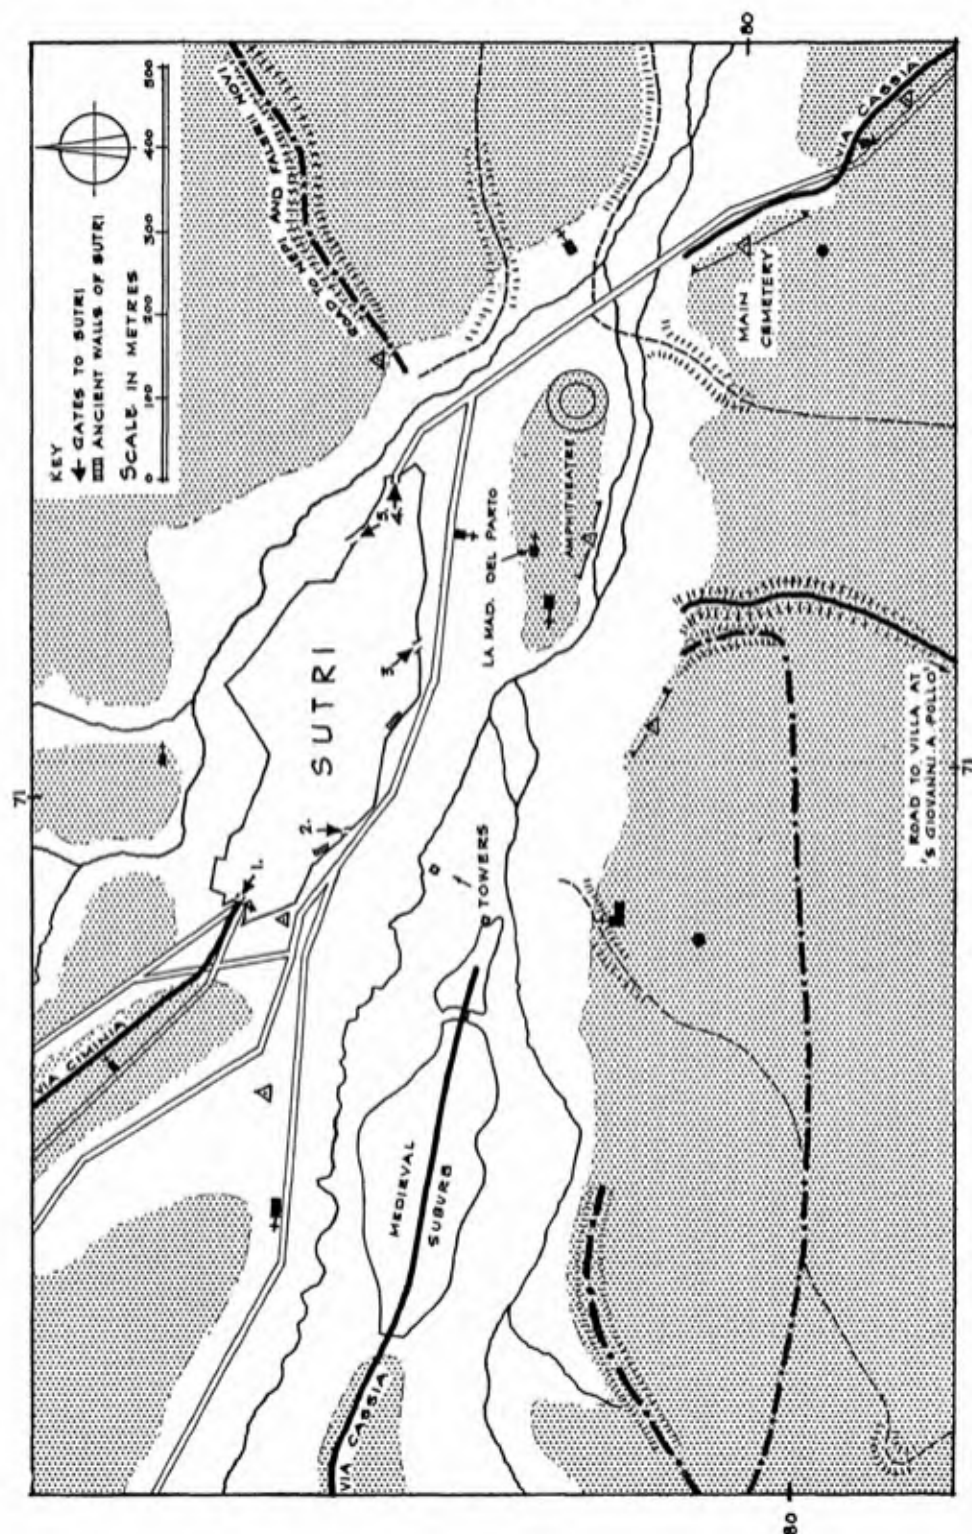 KEY
GATES TO SUTRI
ANCIENT WALLS OF SUTRI
SCALE IN METRES
0 100 200 300 400 500
ROAD TO NEPI AND FALERII NOVI
80
71
VIA CIMINIA
1.
2.
3.
4.
5.
SUTRI
LA MAD. DEL PARTO
AMPHITHEATRE
VIA CASSIA
MAIN
CEMETERY
TOWERS
MEDIEVAL
SUBURB
VIA CASSIA
ROAD TO VILLA AT
'S GIOVANNI A POLLO'
71
80